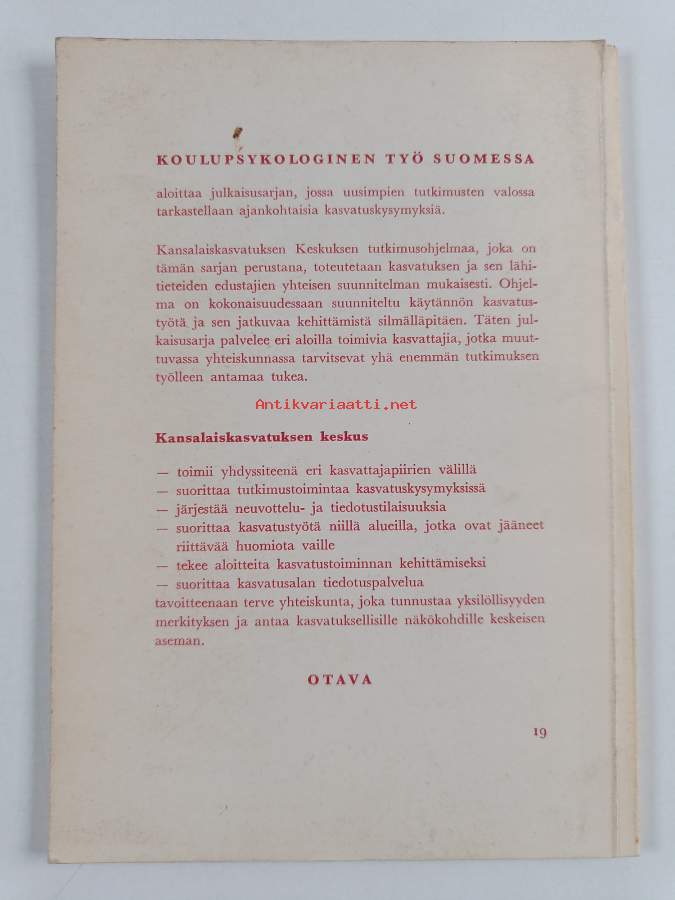 KOULUPSYKOLOGINEN TYÖ SUOMESSA
aloittaa julkaisusarjan, jossa uusimpien tutkimusten valossa
tarkastellaan ajankohtaisia kasvatuskysymyksiä.
Kansalaiskasvatuksen Keskuksen tutkimusohjelmaa, joka on
tämän sarjan perustana, toteutetaan kasvatuksen ja sen lähi-
tieteiden edustajien yhteisen suunnitelman mukaisesti. Ohjel-
ma on kokonaisuudessaan suunniteltu käytännön kasvatus-
työtä ja sen jatkuvaa kehittämistä silmälläpitäen. Täten jul-
kaisusarja palvelee eri aloilla toimivia kasvattajia, jotka muut-
tuvassa yhteiskunnassa tarvitsevat yhä enemmän tutkimuksen
työlleen antamaa tukea.
Antikvariaatti.net
Kansalaiskasvatuksen keskus
— toimii yhdyssiteenä eri kasvattajapiirien välillä
— suorittaa tutkimustoimintaa kasvatuskysymyksissä
— järjestää neuvottelu- ja tiedotustilaisuuksia
— suorittaa kasvatustyötä niillä alueilla, jotka ovat jääneet
riittävää huomiota vaille
— tekee aloitteita kasvatustoiminnan kehittämiseksi
— suorittaa kasvatusalan tiedotuspalvelua
tavoitteenaan terve yhteiskunta, joka tunnustaa yksilöllisyyden
merkityksen ja antaa kasvatuksellisille näkökohdille keskeisen
aseman.
OTAVA
19